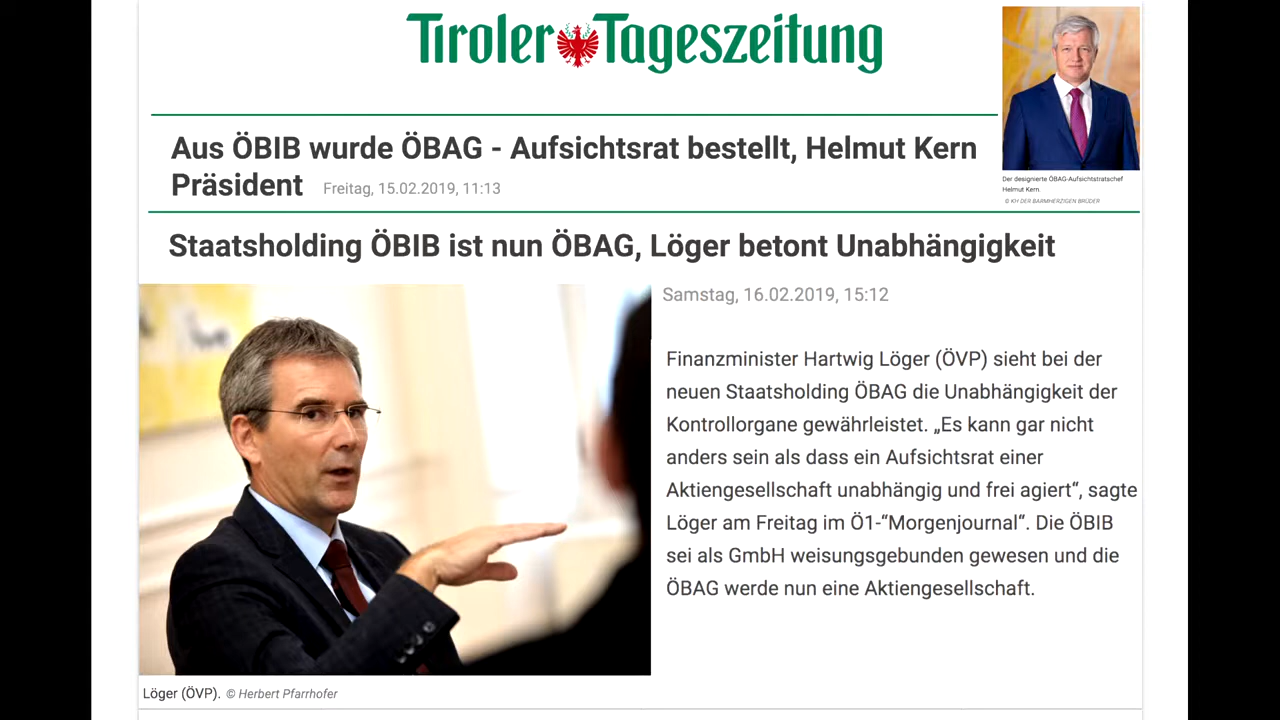 Tiroler Tageszeitung
Aus ÖBIB wurde ÖBAG - Aufsichtsrat bestellt, Helmut Kern
Präsident Freitag, 15.02.2019, 11:13
Der designierte ÖBAG-Aufsichtstratschef
Helmut Kern.
© KH DER BARMHERZIGEN BRÜDER
Staatsholding ÖBIB ist nun ÖBAG, Löger betont Unabhängigkeit
Samstag, 16.02.2019, 15:12
Finanzminister Hartwig Löger (ÖVP) sieht bei der
neuen Staatsholding ÖBAG die Unabhängigkeit der
Kontrollorgane gewährleistet. „Es kann gar nicht
anders sein als dass ein Aufsichtsrat einer
Aktiengesellschaft unabhängig und frei agiert“, sagte
Löger am Freitag im Ö1-“Morgenjournal“. Die ÖBIB
sei als GmbH weisungsgebunden gewesen und die
ÖBAG werde nun eine Aktiengesellschaft.
Löger (ÖVP). © Herbert Pfarrhofer